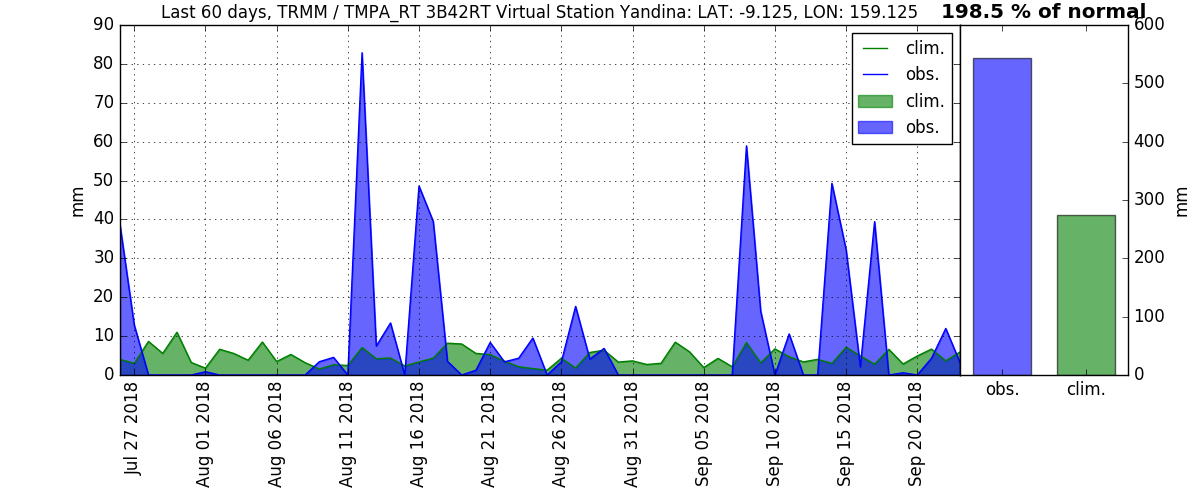 Last 60 days, TRMM / TMPA_RT 3B42RT Virtual Station Yandina: LAT: -9.125, LON: 159.125
198.5 % of normal
90
80
70
60
50
40
30
20
10
0
mm
clim.
obs.
clim.
obs.
600
500
400
300
200
100
0
mm
Jul 27 2018
Aug 01 2018
Aug 06 2018
Aug 11 2018
Aug 16 2018
Aug 21 2018
Aug 26 2018
Aug 31 2018
Sep 05 2018
Sep 10 2018
Sep 15 2018
Sep 20 2018
obs.
clim.